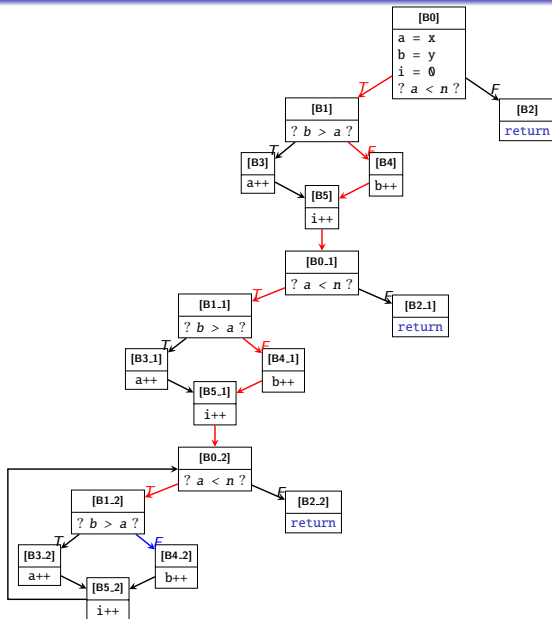 [B0]
a = x
b = y
i = 0
? a < n ?
T
F
[B1]
? b > a ?
[B2]
return
T
F
[B3]
a++
[B4]
b++
[B5]
i++
[B0_1]
? a < n ?
T
F
[B1_1]
? b > a ?
[B2_1]
return
T
F
[B3_1]
a++
[B4_1]
b++
[B5_1]
i++
[B0_2]
? a < n ?
T
F
[B1_2]
? b > a ?
[B2_2]
return
T
F
[B3_2]
a++
[B4_2]
b++
[B5_2]
i++